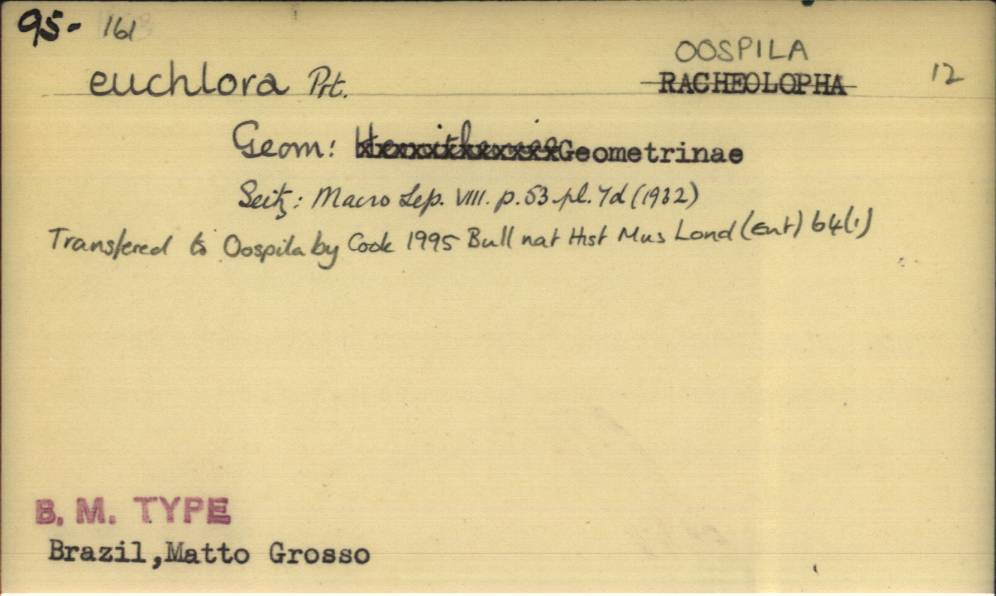 95- 161
OOSPILA
euchlora Prt. RACHEOLOPHA 12
Geom: Geometrinae
Seitz: Macro Lep. VIII. p. 53 pl. 7d (1932)
Transfered to Oospila by Cook 1995 Bull nat Hist Mus Lond (Ent) 64(1)
B. M. TYPE
Brazil,Matto Grosso